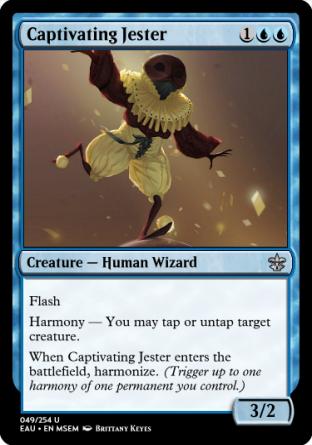 Captivating Jester 1
Creature — Human Wizard
Flash
Harmony — You may tap or untap target
creature.
When Captivating Jester enters the
battlefield, harmonize. (Trigger up to one
harmony of one permanent you control.)
3/2
049/254 U
EAU • EN MSEM Brittany Keyes